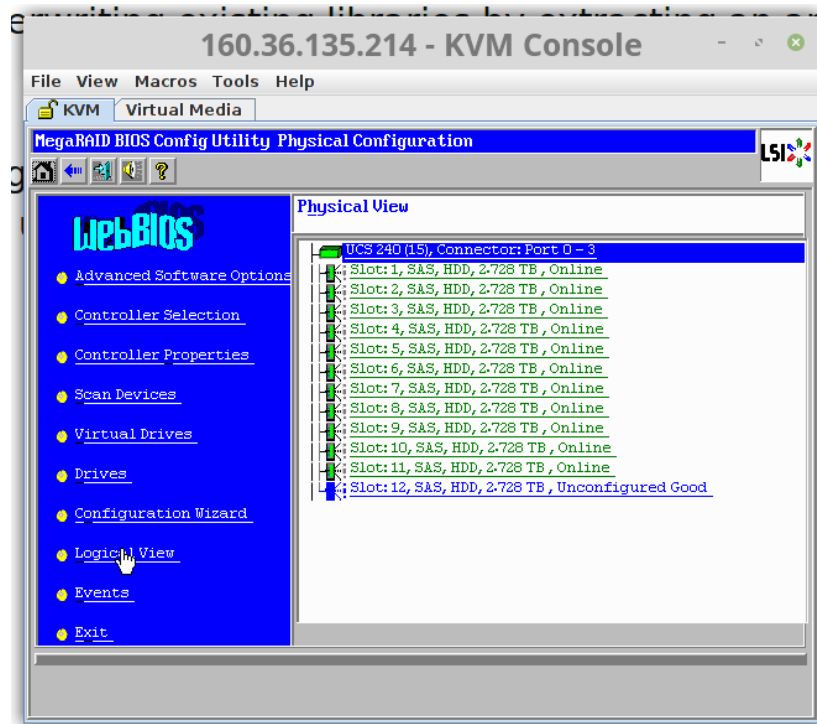 erwriting existing libraries by extracting an ar
160.36.135.214 - KVM Console
File View Macros Tools Help
KVM Virtual Media
MegaRAID BIOS Config Utility Physical Configuration
LSI
WebBIOS
Advanced Software Options
Controller Selection
Controller Properties
Scan Devices
Virtual Drives
Drives
Configuration Wizard
Logical View
Events
Exit
Physical View
UCS 240 (15), Connector: Port 0 - 3
Slot: 1, SAS, HDD, 2.728 TB , Online
Slot: 2, SAS, HDD, 2.728 TB , Online
Slot: 3, SAS, HDD, 2.728 TB , Online
Slot: 4, SAS, HDD, 2.728 TB , Online
Slot: 5, SAS, HDD, 2.728 TB , Online
Slot: 6, SAS, HDD, 2.728 TB , Online
Slot: 7, SAS, HDD, 2.728 TB , Online
Slot: 8, SAS, HDD, 2.728 TB , Online
Slot: 9, SAS, HDD, 2.728 TB , Online
Slot: 10, SAS, HDD, 2.728 TB , Online
Slot: 11, SAS, HDD, 2.728 TB , Online
Slot: 12, SAS, HDD, 2.728 TB , Unconfigured Good